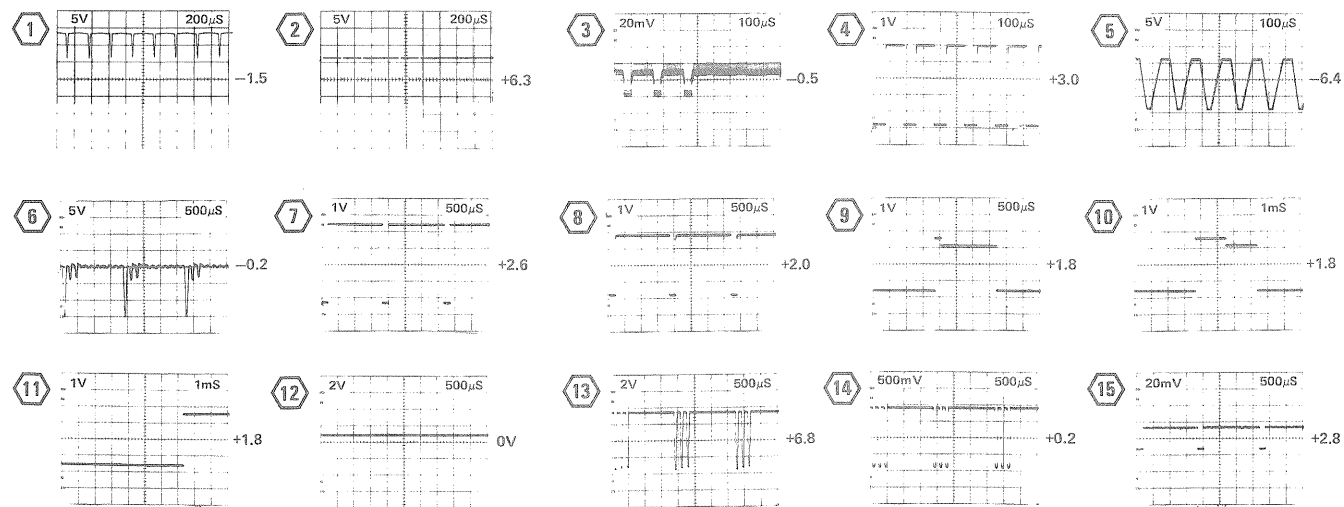 1 5V 200μS −1.5
2 5V 200μS +6.3
3 20mV 100μS −0.5
4 1V 100μS +3.0
5 5V 100μS −6.4
6 5V 500μS −0.2
7 1V 500μS +2.6
8 1V 500μS +2.0
9 1V 500μS +1.8
10 1V 1mS +1.8
11 1V 1mS +1.8
12 2V 500μS 0V
13 2V 500μS +6.8
14 500mV 500μS +0.2
15 20mV 500μS +2.8